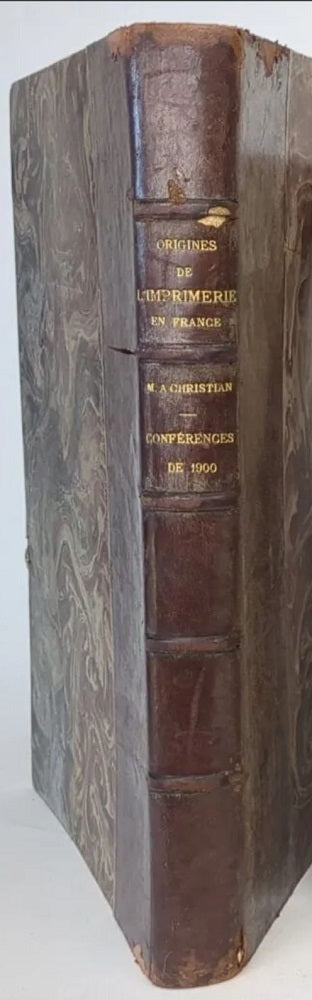 ORIGINES
DE
L'IMPRIMERIE
EN FRANCE
M. A CHRISTIAN
CONFÉRENCES
DE 1900